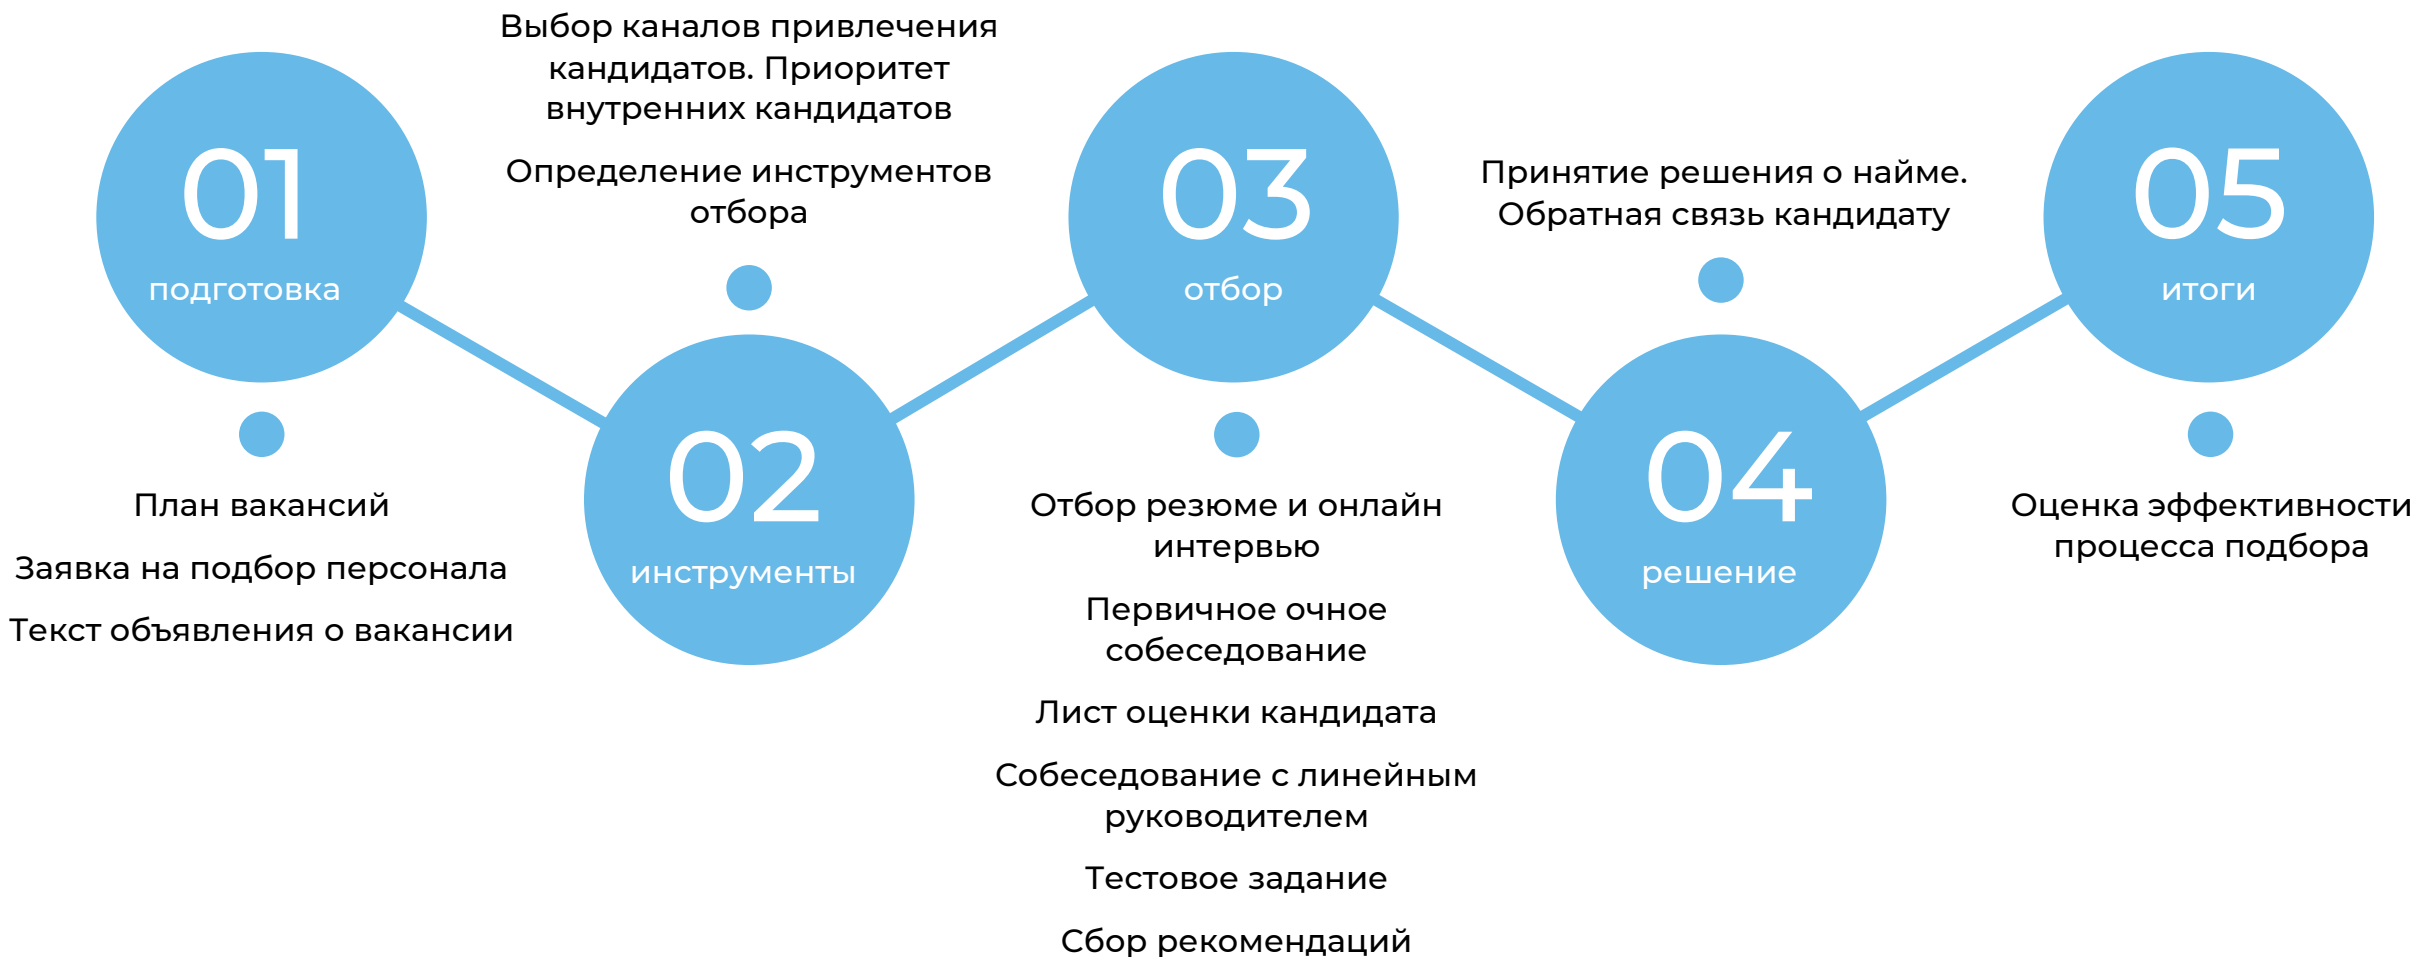 01
подготовка
План вакансий
Заявка на подбор персонала
Текст объявления о вакансии
Выбор каналов привлечения
кандидатов. Приоритет
внутренних кандидатов
Определение инструментов
отбора
02
инструменты
03
отбор
Отбор резюме и онлайн
интервью
Первичное очное
собеседование
Лист оценки кандидата
Собеседование с линейным
руководителем
Тестовое задание
Сбор рекомендаций
Принятие решения о найме.
Обратная связь кандидату
04
решение
05
итоги
Оценка эффективности
процесса подбора